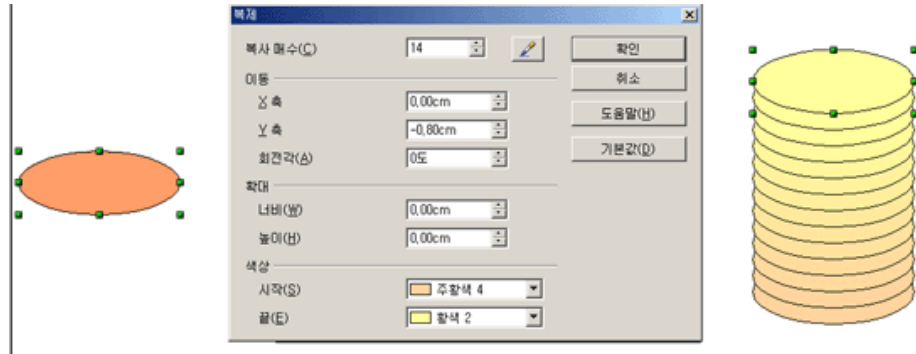 복제
복사 매수(C) 14
확인
이동
취소
X 축 0,00cm
도움말(H)
Y 축 -0,80cm
회전각(A) 0도
기본값(D)
확대
너비(W) 0,00cm
높이(H) 0,00cm
색상
시작(S) 주황색 4
끝(E) 황색 2